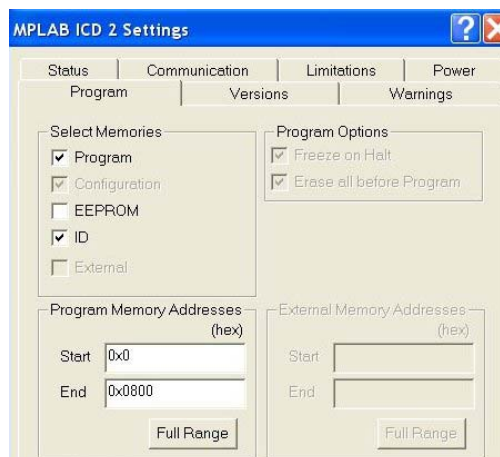 MPLAB ICD 2 Settings
Status Communication Limitations Power
Program Versions Warnings
Select Memories
Program
Configuration
EEPROM
ID
External
Program Options
Freeze on Halt
Erase all before Program
Program Memory Addresses
(hex)
Start 0x0
End 0x0800
Full Range
External Memory Addresses
(hex)
Start
End
Full Range